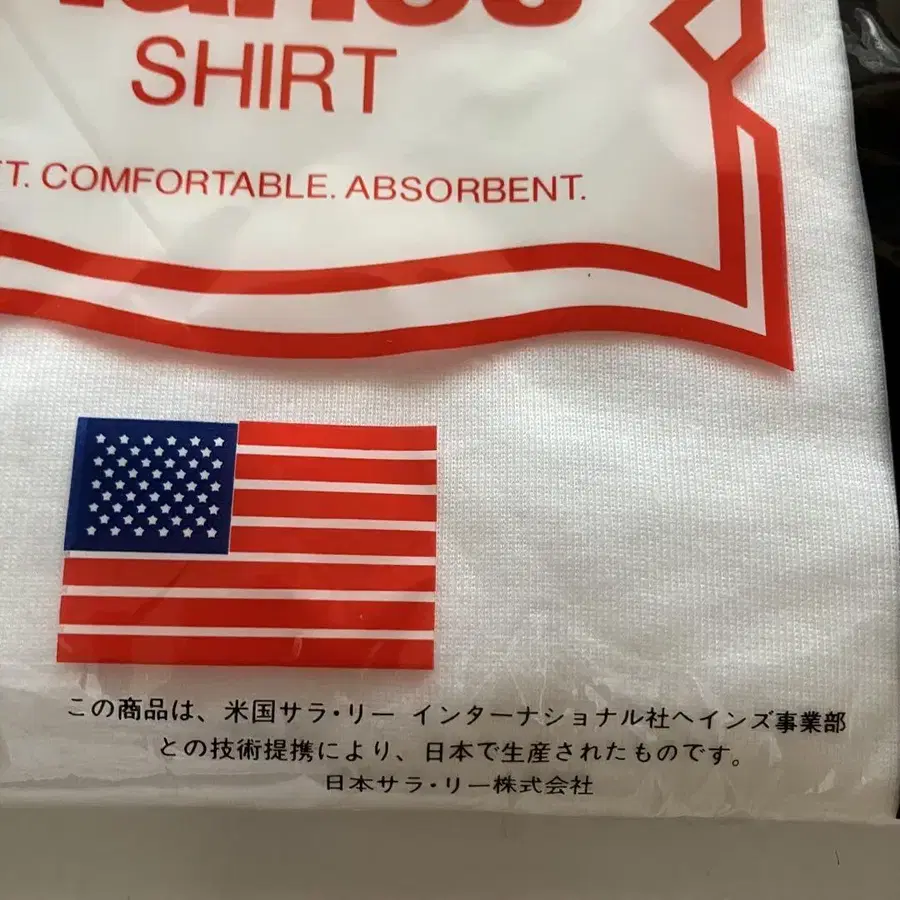 SHIRT
COMFORTABLE. ABSORBENT.
この商品は、米国サラ・リー インターナショナル社ヘインズ事業部
との技術提携により、日本で生産されたものです。
日本サラ・リー株式会社